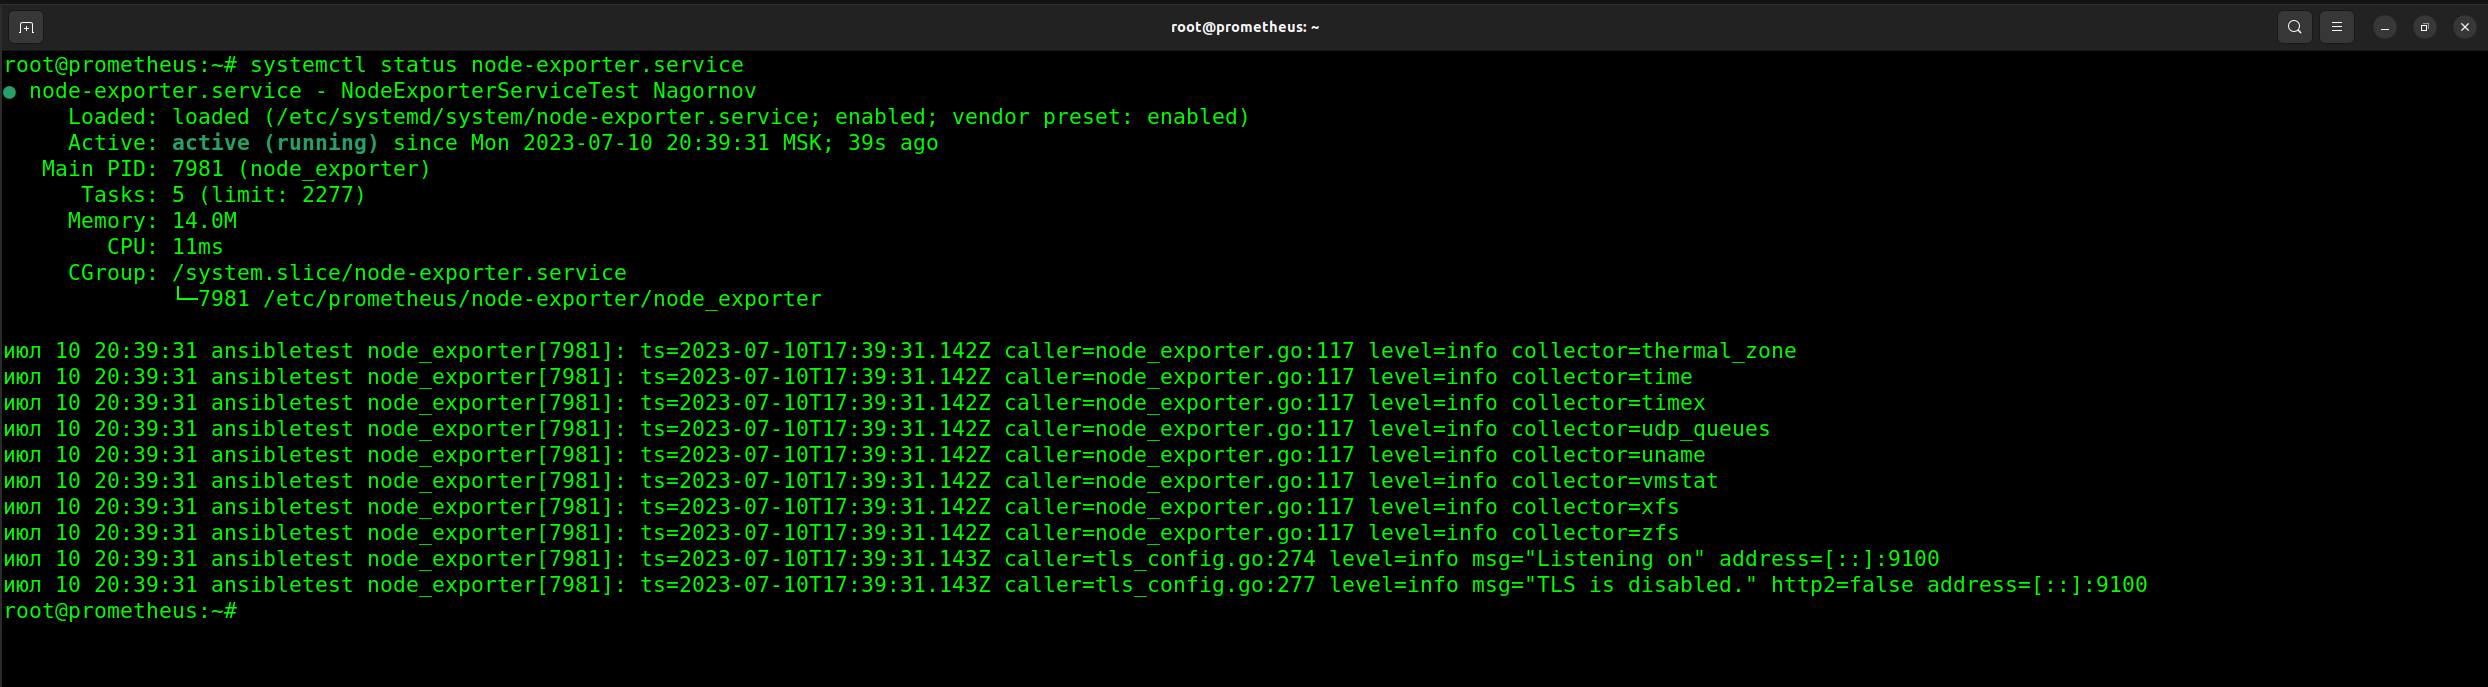 root@prometheus: ~
root@prometheus:~# systemctl status node-exporter.service
● node-exporter.service - NodeExporterServiceTest Nagornov
     Loaded: loaded (/etc/systemd/system/node-exporter.service; enabled; vendor preset: enabled)
     Active: active (running) since Mon 2023-07-10 20:39:31 MSK; 39s ago
   Main PID: 7981 (node_exporter)
      Tasks: 5 (limit: 2277)
     Memory: 14.0M
        CPU: 11ms
     CGroup: /system.slice/node-exporter.service
             └─7981 /etc/prometheus/node-exporter/node_exporter
июл 10 20:39:31 ansibletest node_exporter[7981]: ts=2023-07-10T17:39:31.142Z caller=node_exporter.go:117 level=info collector=thermal_zone
июл 10 20:39:31 ansibletest node_exporter[7981]: ts=2023-07-10T17:39:31.142Z caller=node_exporter.go:117 level=info collector=time
июл 10 20:39:31 ansibletest node_exporter[7981]: ts=2023-07-10T17:39:31.142Z caller=node_exporter.go:117 level=info collector=timex
июл 10 20:39:31 ansibletest node_exporter[7981]: ts=2023-07-10T17:39:31.142Z caller=node_exporter.go:117 level=info collector=udp_queues
июл 10 20:39:31 ansibletest node_exporter[7981]: ts=2023-07-10T17:39:31.142Z caller=node_exporter.go:117 level=info collector=uname
июл 10 20:39:31 ansibletest node_exporter[7981]: ts=2023-07-10T17:39:31.142Z caller=node_exporter.go:117 level=info collector=vmstat
июл 10 20:39:31 ansibletest node_exporter[7981]: ts=2023-07-10T17:39:31.142Z caller=node_exporter.go:117 level=info collector=xfs
июл 10 20:39:31 ansibletest node_exporter[7981]: ts=2023-07-10T17:39:31.142Z caller=node_exporter.go:117 level=info collector=zfs
июл 10 20:39:31 ansibletest node_exporter[7981]: ts=2023-07-10T17:39:31.143Z caller=tls_config.go:274 level=info msg="Listening on" address=[::]:9100
июл 10 20:39:31 ansibletest node_exporter[7981]: ts=2023-07-10T17:39:31.143Z caller=tls_config.go:277 level=info msg="TLS is disabled." http2=false address=[::]:9100
root@prometheus:~#